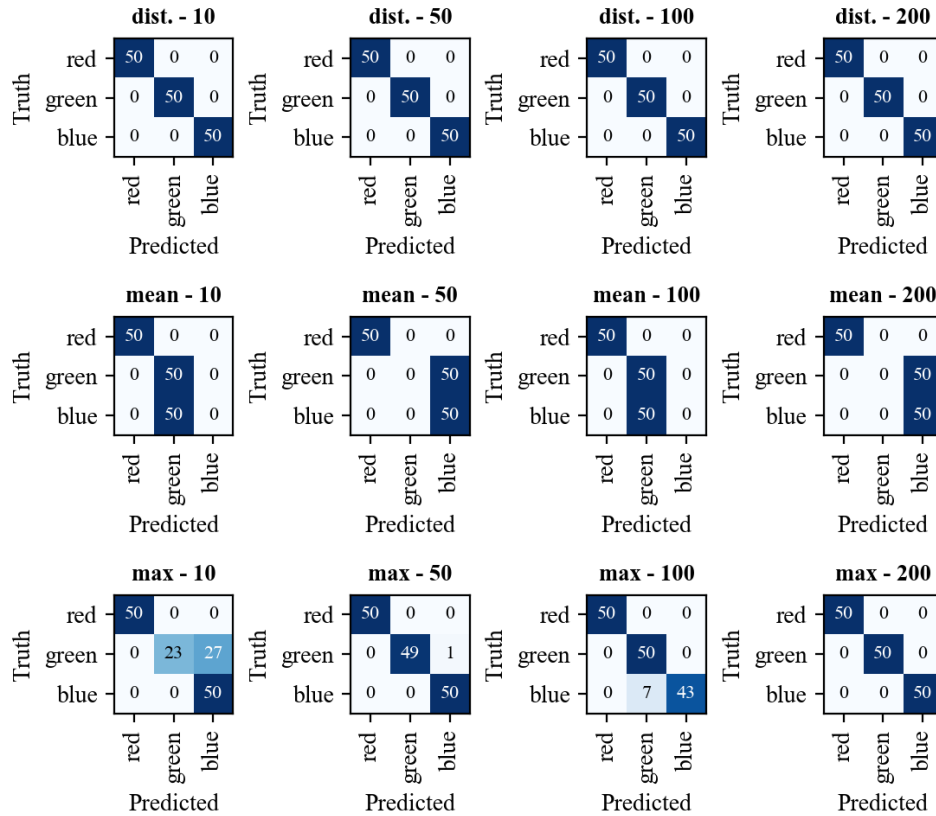 dist. - 10 dist. - 50 dist. - 100 dist. - 200
Truth red 50 0 0 Truth 50 0 0 Truth 50 0 0 Truth 50 0 0
green 0 50 0 0 50 0 0 50 0 0 50 0
blue 0 0 50 0 0 50 0 0 50 0 0 50
red green blue red green blue red green blue red green blue
Predicted Predicted Predicted Predicted
mean - 10 mean - 50 mean - 100 mean - 200
Truth red 50 0 0 Truth red 50 0 0 Truth red 50 0 0 Truth red 50 0 0
green 0 50 0 green 0 0 50 green 0 50 0 green 0 0 50
blue 0 50 0 blue 0 0 50 blue 0 50 0 blue 0 0 50
red green blue red green blue red green blue red green blue
Predicted Predicted Predicted Predicted
max - 10 max - 50 max - 100 max - 200
Truth red 50 0 0 Truth red 50 0 0 Truth red 50 0 0 Truth red 50 0 0
green 0 23 27 green 0 49 1 green 0 50 0 green 0 50 0
blue 0 0 50 blue 0 0 50 blue 0 7 43 blue 0 0 50
red green blue red green blue red green blue red green blue
Predicted Predicted Predicted Predicted